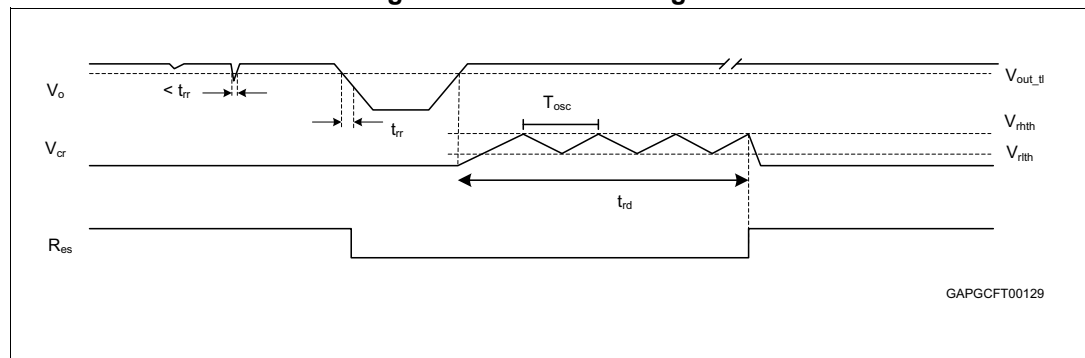 V_o
< t_rr
V_out_tl
t_rr
T_osc
V_rhth
V_cr
V_rlth
t_rd
R_es
GAPGCFT00129